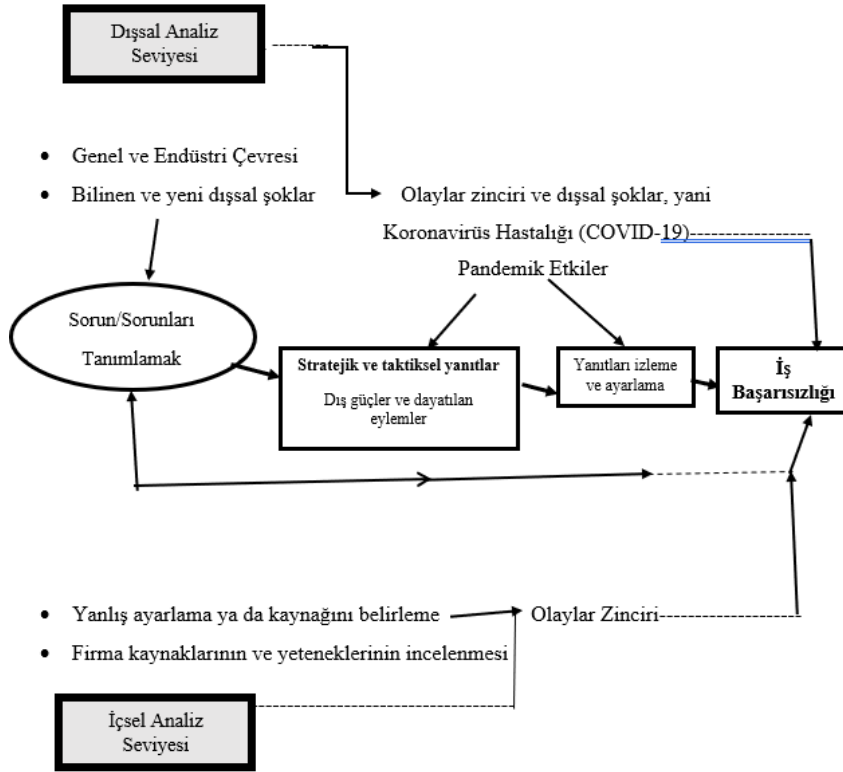 Dışsal Analiz
Seviyesi
• Genel ve Endüstri Çevresi
• Bilinen ve yeni dışsal şoklar
Olaylar zinciri ve dışsal şoklar, yani
Koronavirüs Hastalığı (COVID-19)
Pandemik Etkiler
Sorun/Sorunları
Tanımlamak
Stratejik ve taktiksel yanıtlar
Dış güçler ve dayatılan
eylemler
Yanıtları izleme
ve ayarlama
İş
Başarısızlığı
• Yanlış ayarlama ya da kaynağını belirleme
Olaylar Zinciri
• Firma kaynaklarının ve yeteneklerinin incelenmesi
İçsel Analiz
Seviyesi